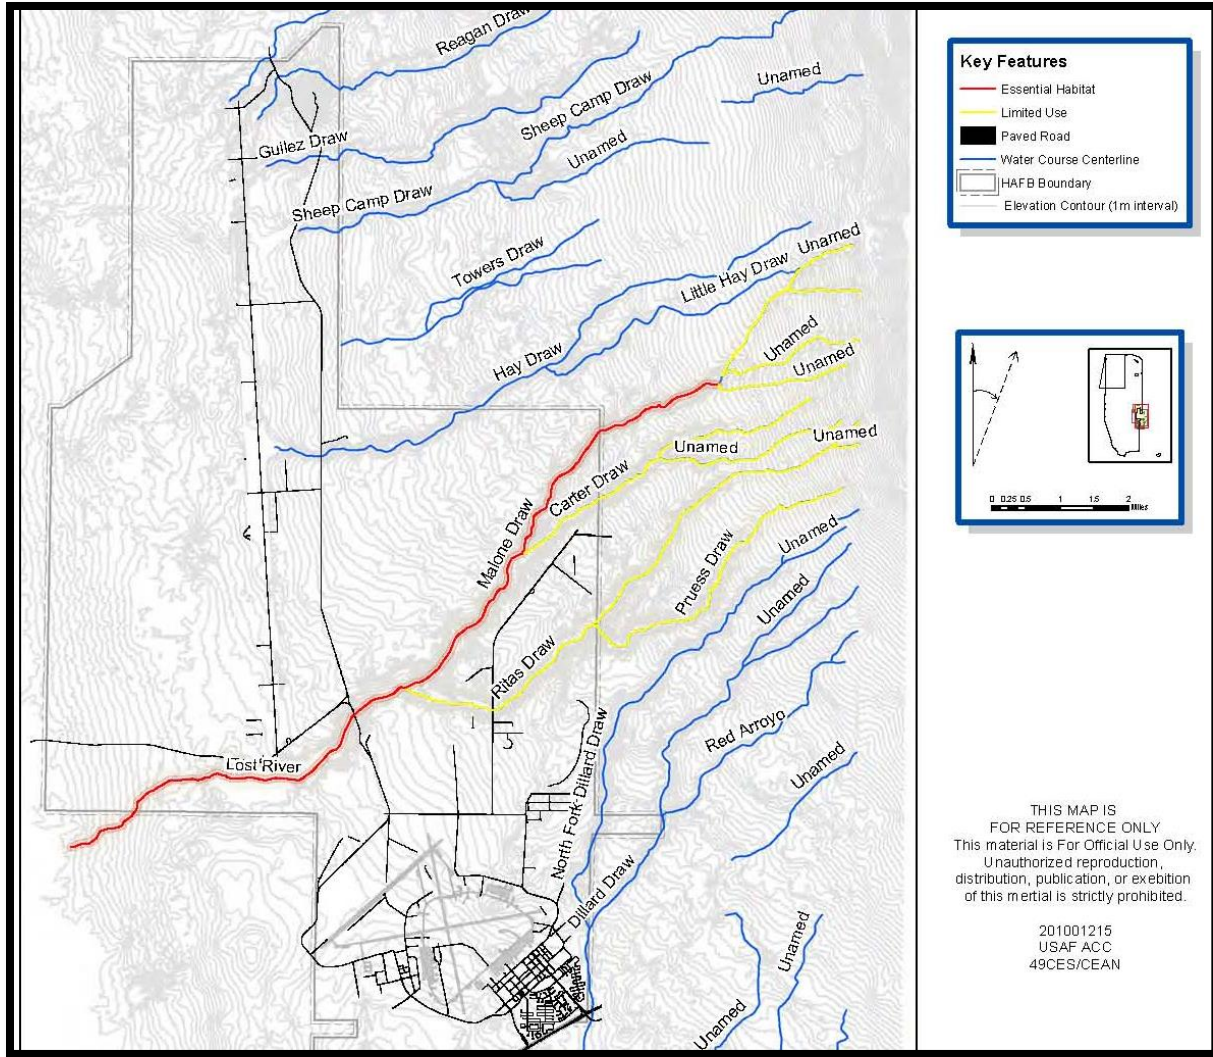 Reagan Draw
Unamed
Sheep Camp Draw
Guilez Draw
Unamed
Sheep Camp Draw
Towers Draw
Unamed
Little Hay Draw
Hay Draw
Unamed
Unamed
Unamed
Unamed
Carter Draw
Malone Draw
Unamed
Pruess Draw
Unamed
Ritas Draw
Red Arroyo
North Fork-Dillard Draw
Lost River
Unamed
Dillard Draw
Unamed
Unamed
Key Features
Essential Habitat
Limited Use
Paved Road
Water Course Centerline
HAFB Boundary
Elevation Contour (1m interval)
0 0.25 0.5 1 1.5 2
Miles
THIS MAP IS
FOR REFERENCE ONLY
This material is For Official Use Only.
Unauthorized reproduction,
distribution, publication, or exebition
of this mertial is strictly prohibited.
201001215
USAF ACC
49CES/CEAN